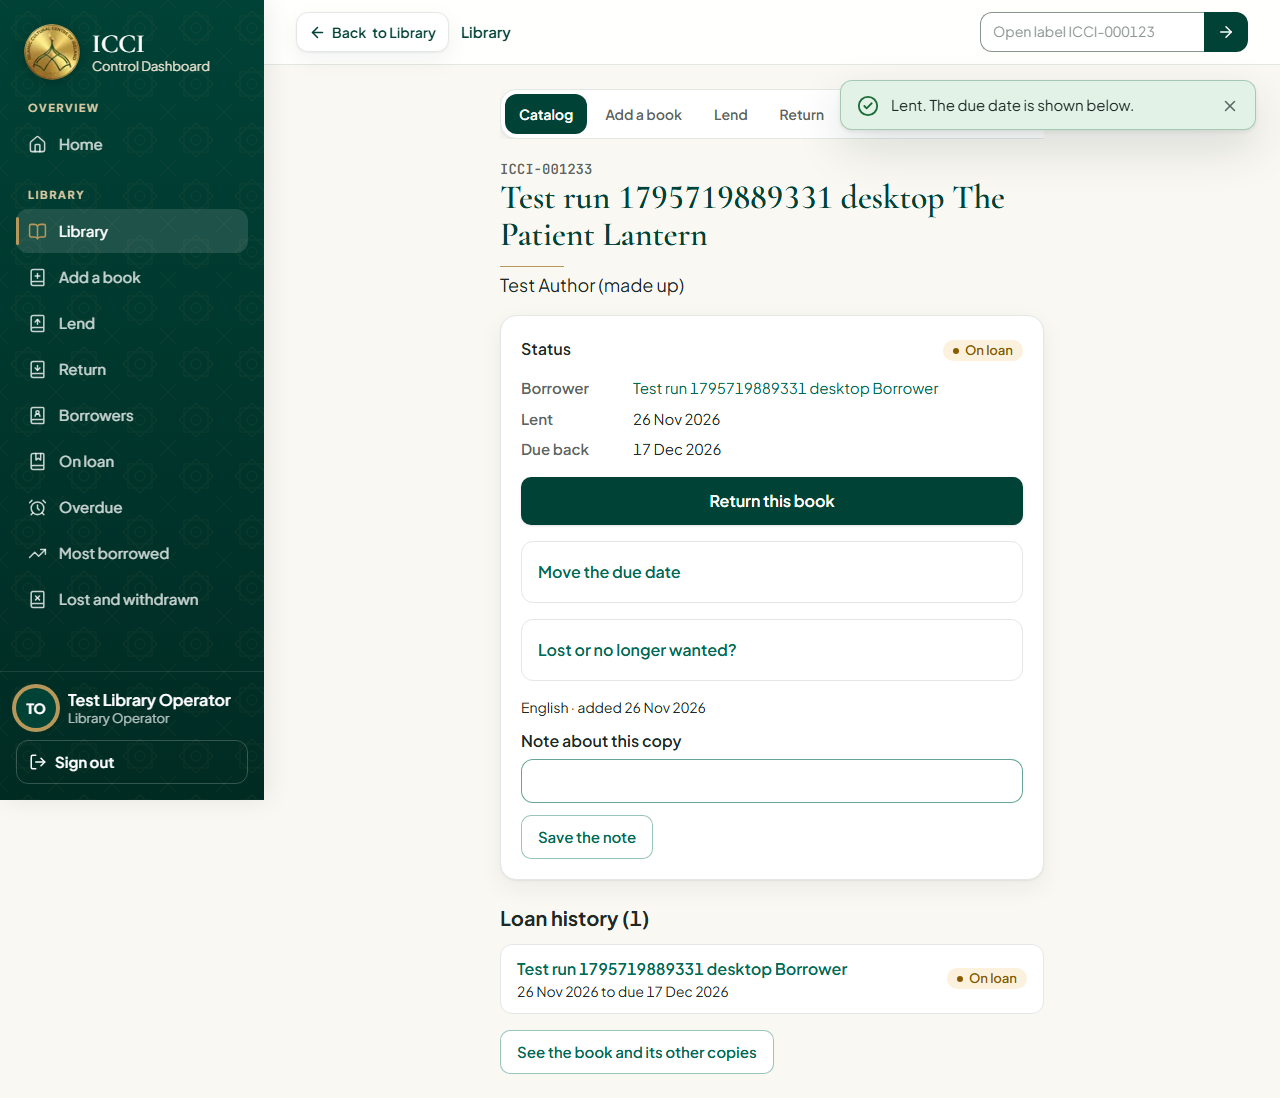 ICCI
Control Dashboard
OVERVIEW
Home
LIBRARY
Library
Add a book
Lend
Return
Borrowers
On loan
Overdue
Most borrowed
Lost and withdrawn
TO
Test Library Operator
Library Operator
Sign out
Back to Library
Library
Open label ICCI-000123
Lent. The due date is shown below.
Catalog
Add a book
Lend
Return
ICCI-001233
Test run 1795719889331 desktop The
Patient Lantern
Test Author (made up)
Status
On loan
Borrower
Test run 1795719889331 desktop Borrower
Lent
26 Nov 2026
Due back
17 Dec 2026
Return this book
Move the due date
Lost or no longer wanted?
English · added 26 Nov 2026
Note about this copy
Save the note
Loan history (1)
Test run 1795719889331 desktop Borrower
26 Nov 2026 to due 17 Dec 2026
On loan
See the book and its other copies